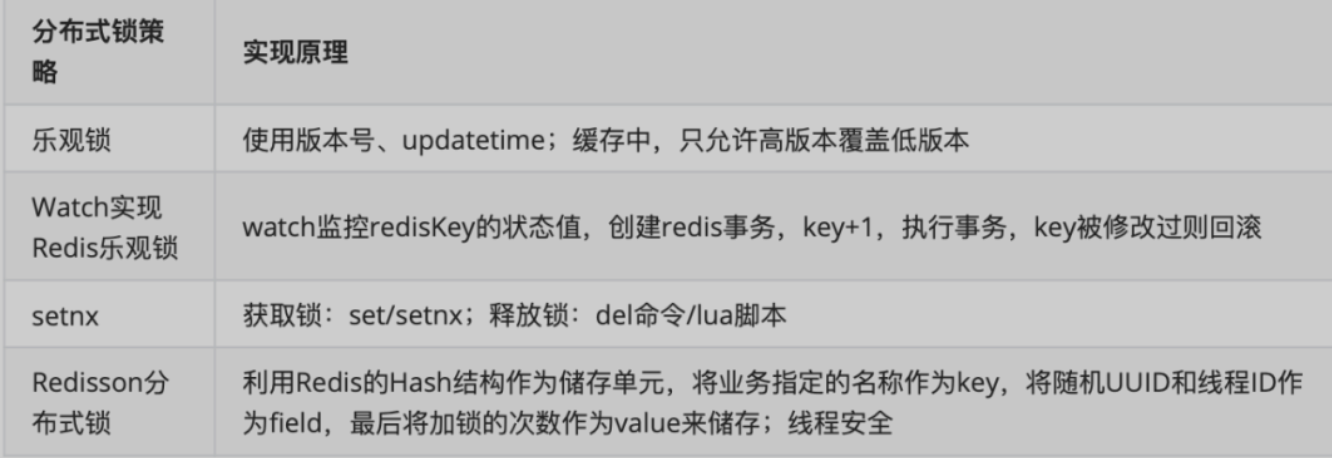 分布式锁策
略
实现原理
乐观锁
使用版本号、updatetime；缓存中，只允许高版本覆盖低版本
Watch实现
Redis乐观锁
watch监控redisKey的状态值，创建redis事务，key+1，执行事务，key被修改过则回滚
setnx
获取锁：set/setnx；释放锁：del命令/lua脚本
Redisson分
布式锁
利用Redis的Hash结构作为储存单元，将业务指定的名称作为key，将随机UUID和线程ID作
为field，最后将加锁的次数作为value来储存；线程安全